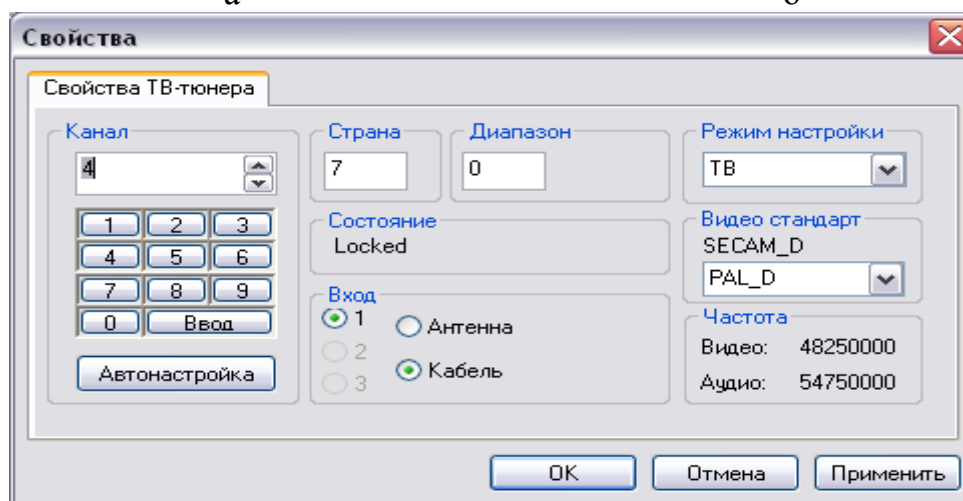 а б
Свойства
Свойства ТВ-тюнера
Канал
4
1 2 3
4 5 6
7 8 9
0 Ввод
Автонастройка
Страна
7
Диапазон
0
Состояние
Locked
Вход
1
2
3
Антенна
Кабель
Режим настройки
ТВ
Видео стандарт
SECAM_D
PAL_D
Частота
Видео: 48250000
Аудио: 54750000
OK Отмена Применить